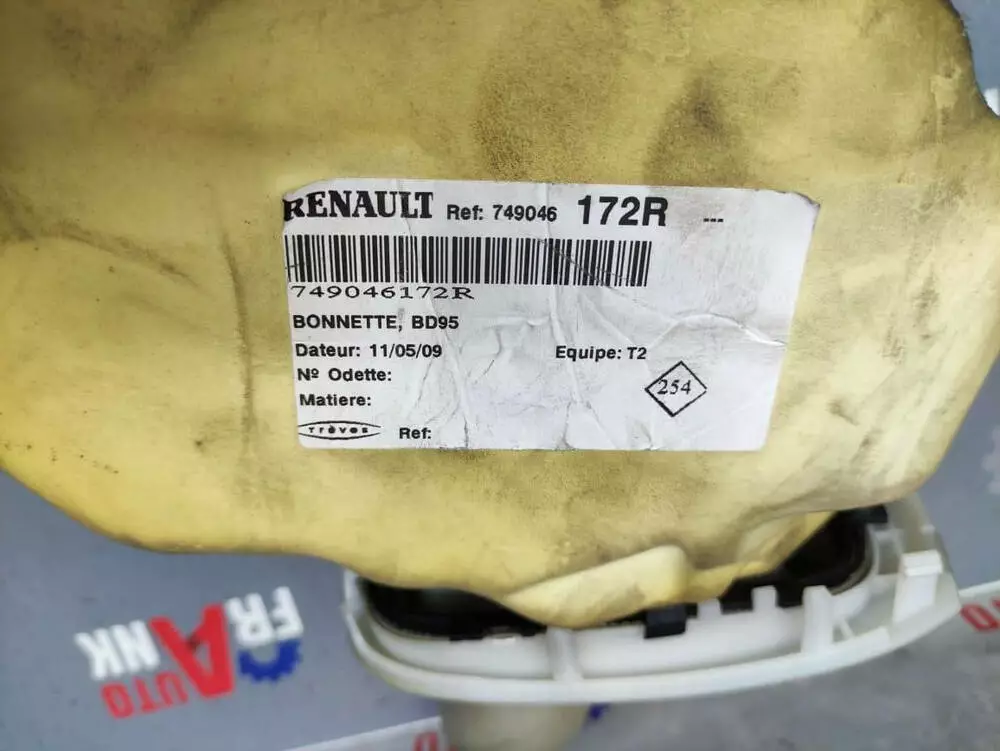 RENAULT Ref: 749046 172R ---
749046172R
BONNETTE, BD95
Dateur: 11/05/09 Equipe: T2
Nº Odette:
254
Matiere:
Trèves Ref:
FRANK
AUTO